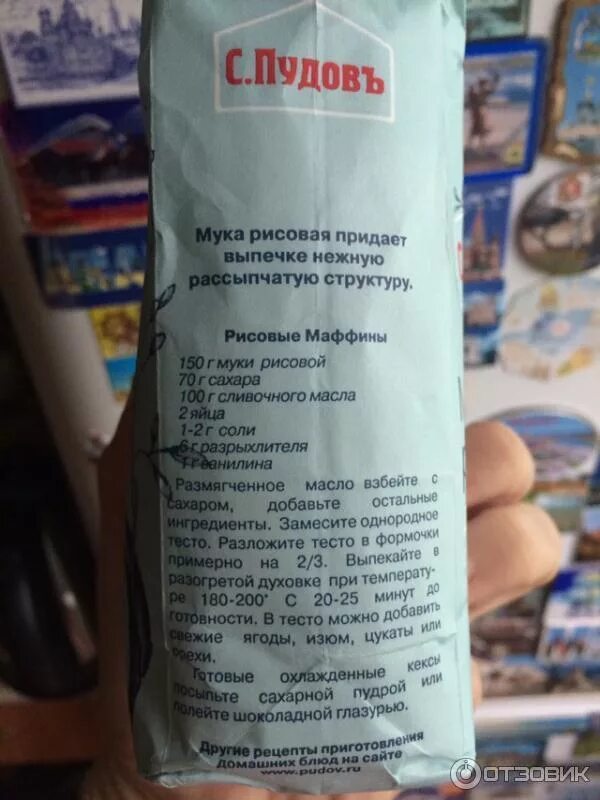 С.Пудовъ
Мука рисовая придает
выпечке нежную
рассыпчатую структуру.
Рисовые Маффины
150 г муки рисовой
70 г сахара
100 г сливочного масла
2 яйца
1-2 г соли
6 г разрыхлителя
1 г ванилина
Размягченное масло взбейте с
сахаром, добавьте остальные
ингредиенты. Замесите однородное
тесто. Разложите тесто в формочки
примерно на 2/3. Выпекайте в
разогретой духовке при температу-
ре 180-200° С 20-25 минут до
готовности. В тесто можно добавить
свежие ягоды, изюм, цукаты или
орехи.
Готовые охлажденные кексы
посыпьте сахарной пудрой или
полейте шоколадной глазурью.
Другие рецепты приготовления
домашних блюд на сайте
www.pudov.ru
ОТЗОВИК